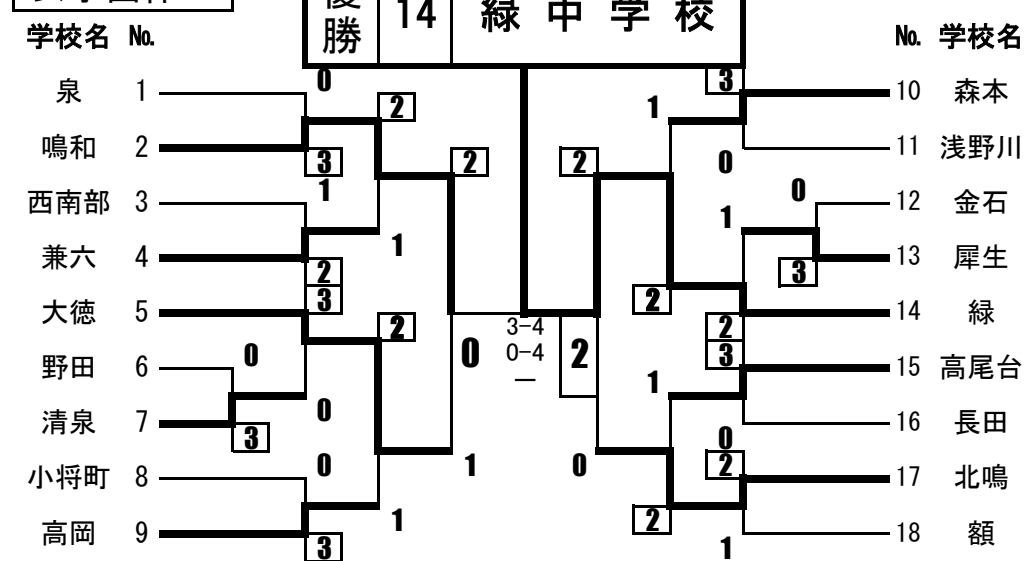 優勝 14 緑中学校
学校名 No. No. 学校名
0 3
泉 1 2 1 10 森本
鳴和 2 3 2 2 0 11 浅野川
1 0
西南部 3 1 12 金石
兼六 4 1 13 犀生
2 3
3 2
大徳 5 2 2 14 緑
3-4
0 0 0-4 2 3
野田 6 — 1 15 高尾台
清泉 7 0 16 長田
3 0
小将町 8 0 1 0 2 17 北鳴
高岡 9 1 2 18 額
3 1